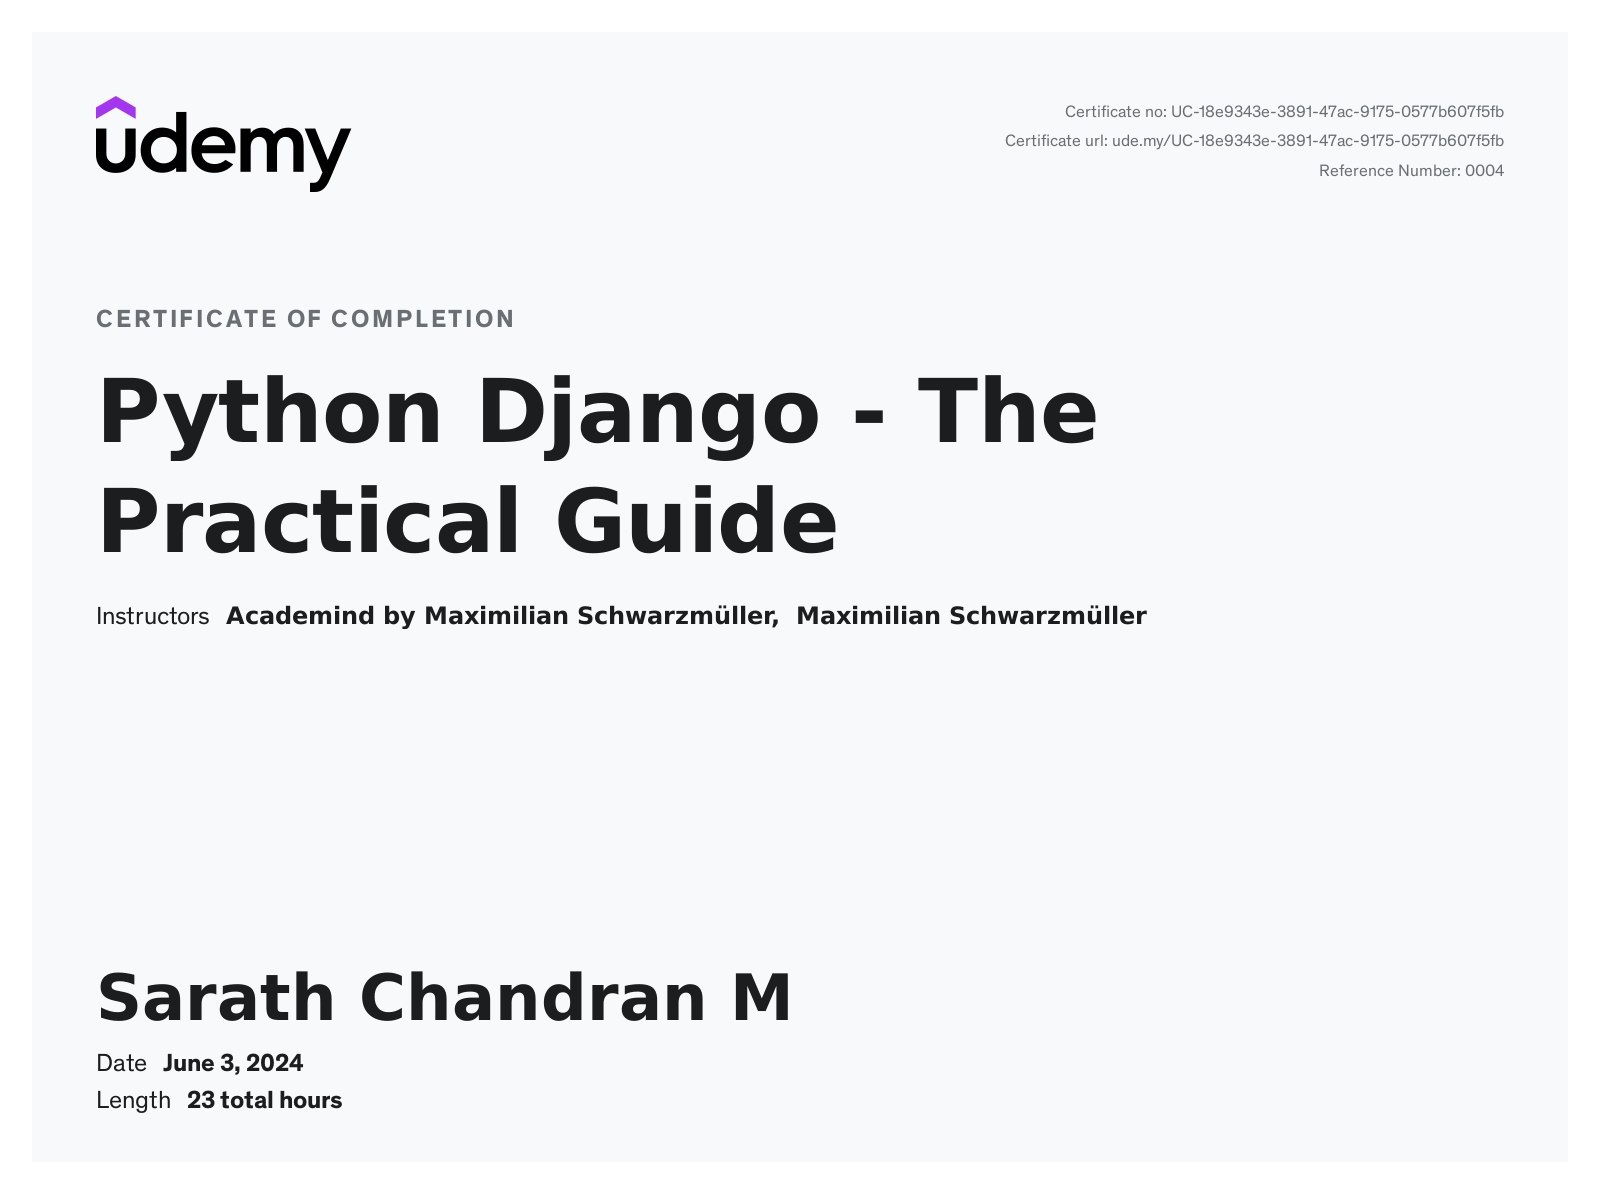 udemy
Certificate no: UC-18e9343e-3891-47ac-9175-0577b607f5fb
Certificate url: ude.my/UC-18e9343e-3891-47ac-9175-0577b607f5fb
Reference Number: 0004
CERTIFICATE OF COMPLETION
Python Django - The
Practical Guide
Instructors Academind by Maximilian Schwarzmüller, Maximilian Schwarzmüller
Sarath Chandran M
Date June 3, 2024
Length 23 total hours